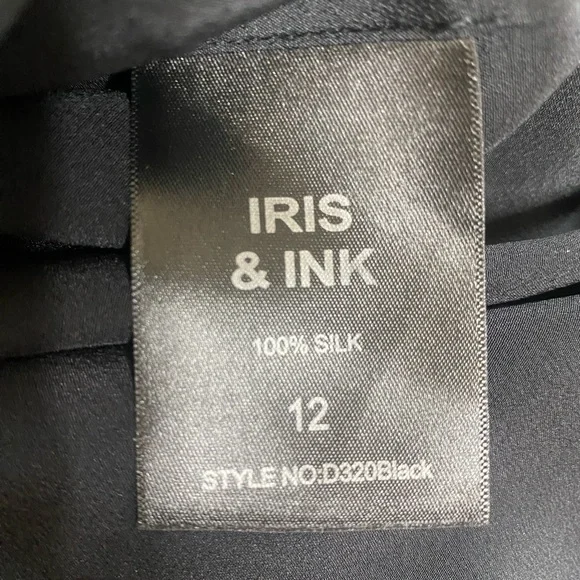 IRIS
& INK
100% SILK
12
STYLE NO:D320Black